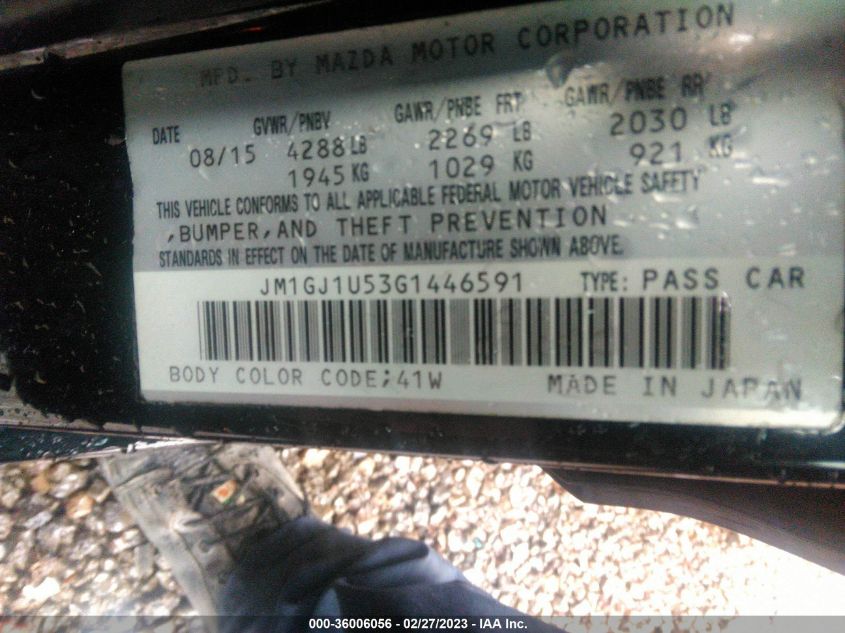 MFD. BY MAZDA MOTOR CORPORATION
DATE GVWR/PNBV GAWR/PNBE FRT GAWR/PNBE RR
08/15 4288 LB 2269 LB 2030 LB
1945 KG 1029 KG 921 KG
THIS VEHICLE CONFORMS TO ALL APPLICABLE FEDERAL MOTOR VEHICLE SAFETY
,BUMPER,AND THEFT PREVENTION
STANDARDS IN EFFECT ON THE DATE OF MANUFACTURE SHOWN ABOVE.
JM1GJ1U53G1446591 TYPE: PASS CAR
BODY COLOR CODE;41W MADE IN JAPAN
000-36006056 - 02/27/2023 - IAA Inc.